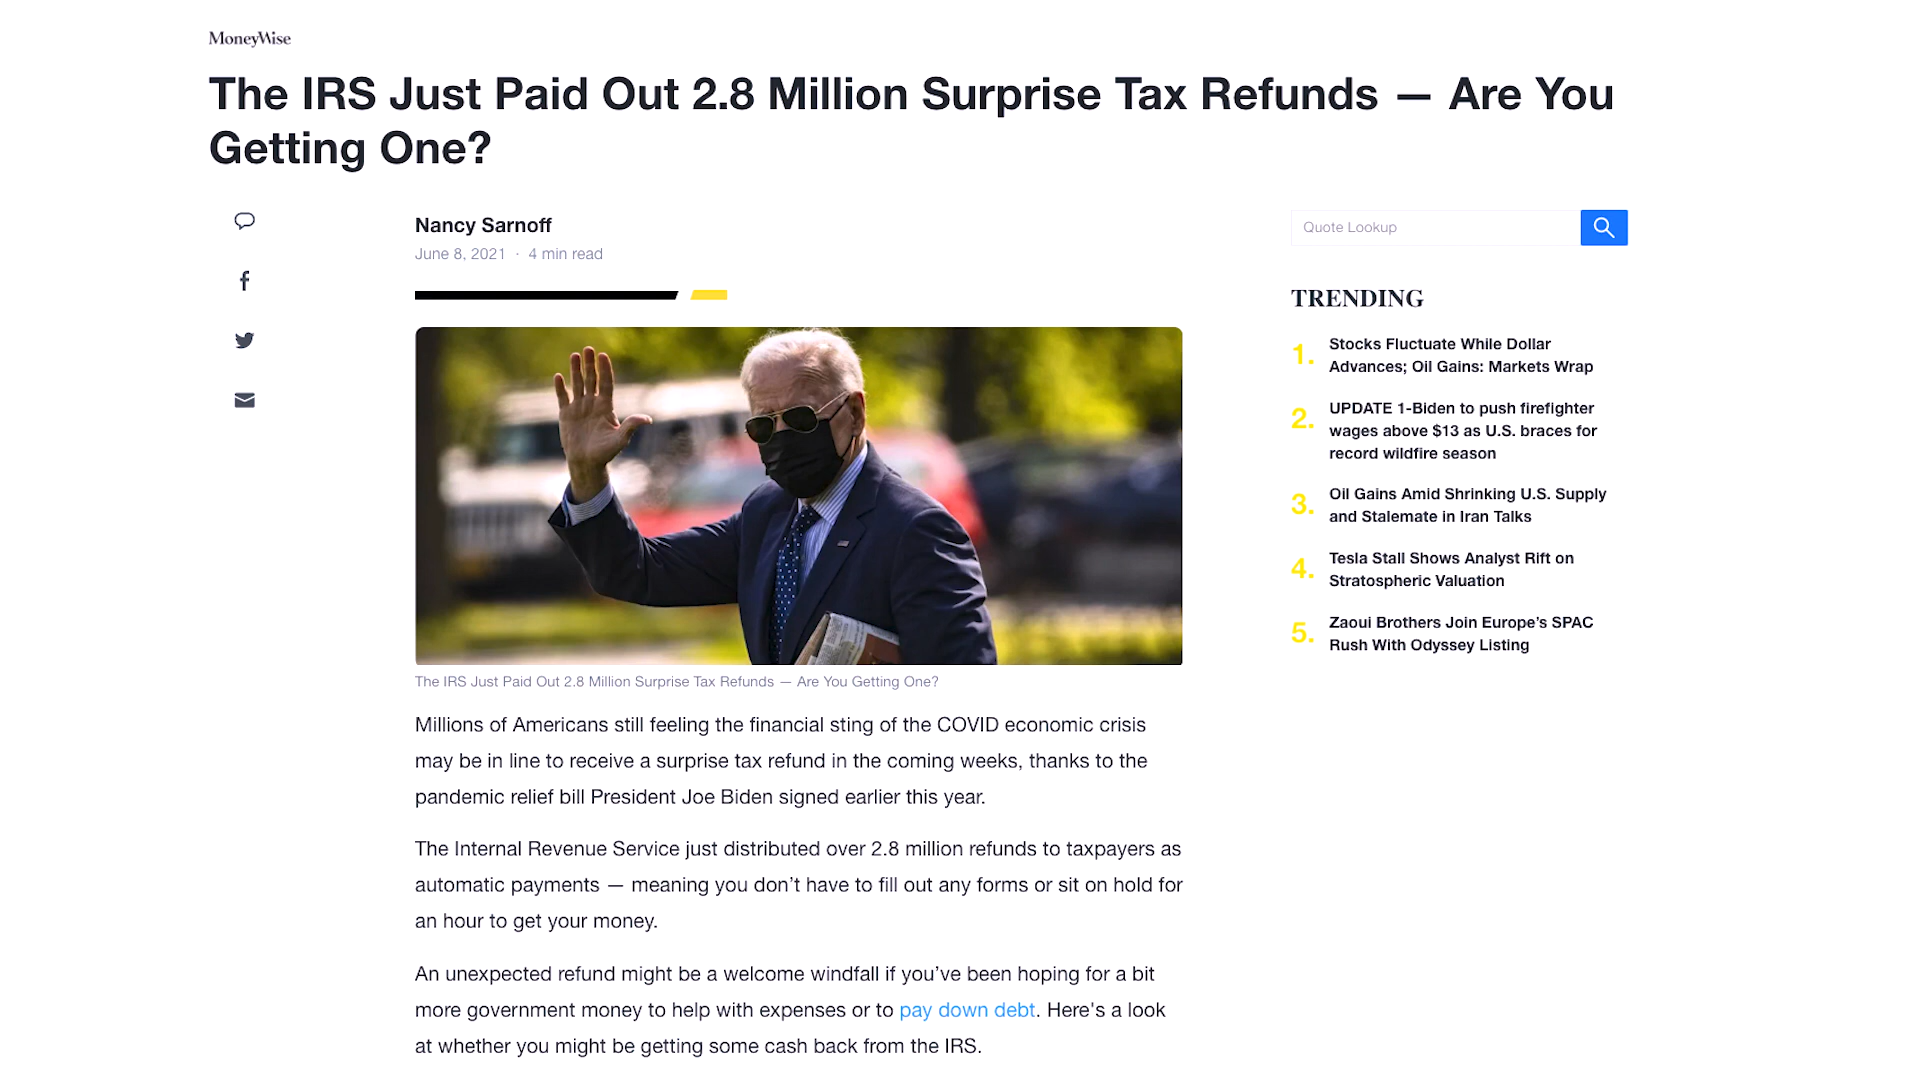 MoneyWise
The IRS Just Paid Out 2.8 Million Surprise Tax Refunds — Are You
Getting One?
Nancy Sarnoff
June 8, 2021 · 4 min read
The IRS Just Paid Out 2.8 Million Surprise Tax Refunds — Are You Getting One?
Millions of Americans still feeling the financial sting of the COVID economic crisis
may be in line to receive a surprise tax refund in the coming weeks, thanks to the
pandemic relief bill President Joe Biden signed earlier this year.
The Internal Revenue Service just distributed over 2.8 million refunds to taxpayers as
automatic payments — meaning you don’t have to fill out any forms or sit on hold for
an hour to get your money.
An unexpected refund might be a welcome windfall if you’ve been hoping for a bit
more government money to help with expenses or to pay down debt. Here's a look
at whether you might be getting some cash back from the IRS.
Quote Lookup
TRENDING
1. Stocks Fluctuate While Dollar
Advances; Oil Gains: Markets Wrap
2. UPDATE 1-Biden to push firefighter
wages above $13 as U.S. braces for
record wildfire season
3. Oil Gains Amid Shrinking U.S. Supply
and Stalemate in Iran Talks
4. Tesla Stall Shows Analyst Rift on
Stratospheric Valuation
5. Zaoui Brothers Join Europe’s SPAC
Rush With Odyssey Listing